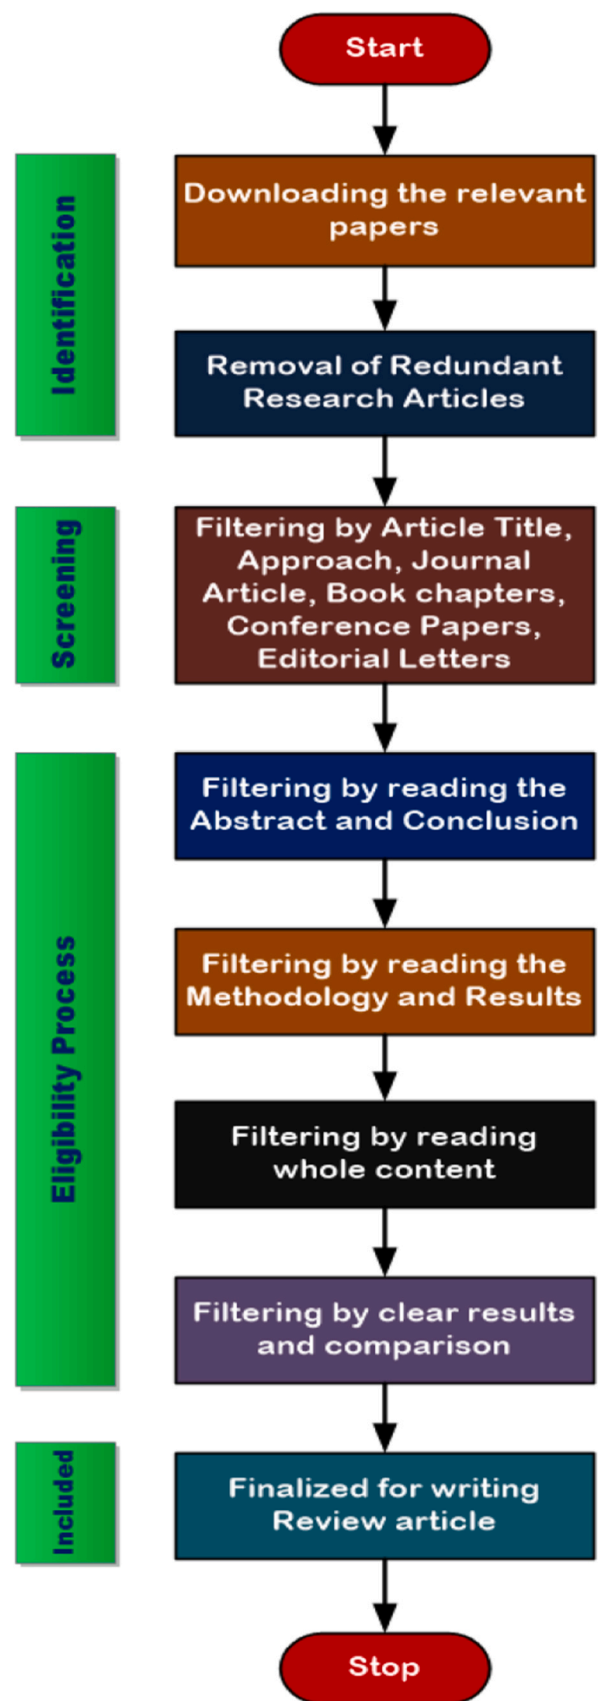 Start
Identification
Downloading the relevant
papers
Removal of Redundant
Research Articles
Screening
Filtering by Article Title,
Approach, Journal
Article, Book chapters,
Conference Papers,
Editorial Letters
Eligibility Process
Filtering by reading the
Abstract and Conclusion
Filtering by reading the
Methodology and Results
Filtering by reading
whole content
Filtering by clear results
and comparison
Included
Finalized for writing
Review article
Stop